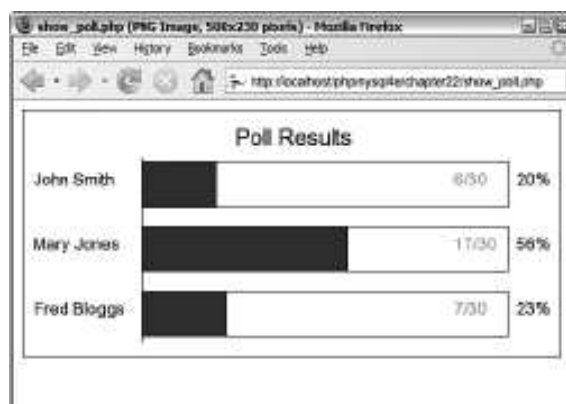 show_poll.php (PNG Image, 500x230 pixels) - Mozilla Firefox
File Edit View History Bookmarks Tools Help
http://localhost/phpmysql4e/chapter22/show_poll.php
Poll Results
John Smith 6/30 20%
Mary Jones 17/30 56%
Fred Bloggs 7/30 23%